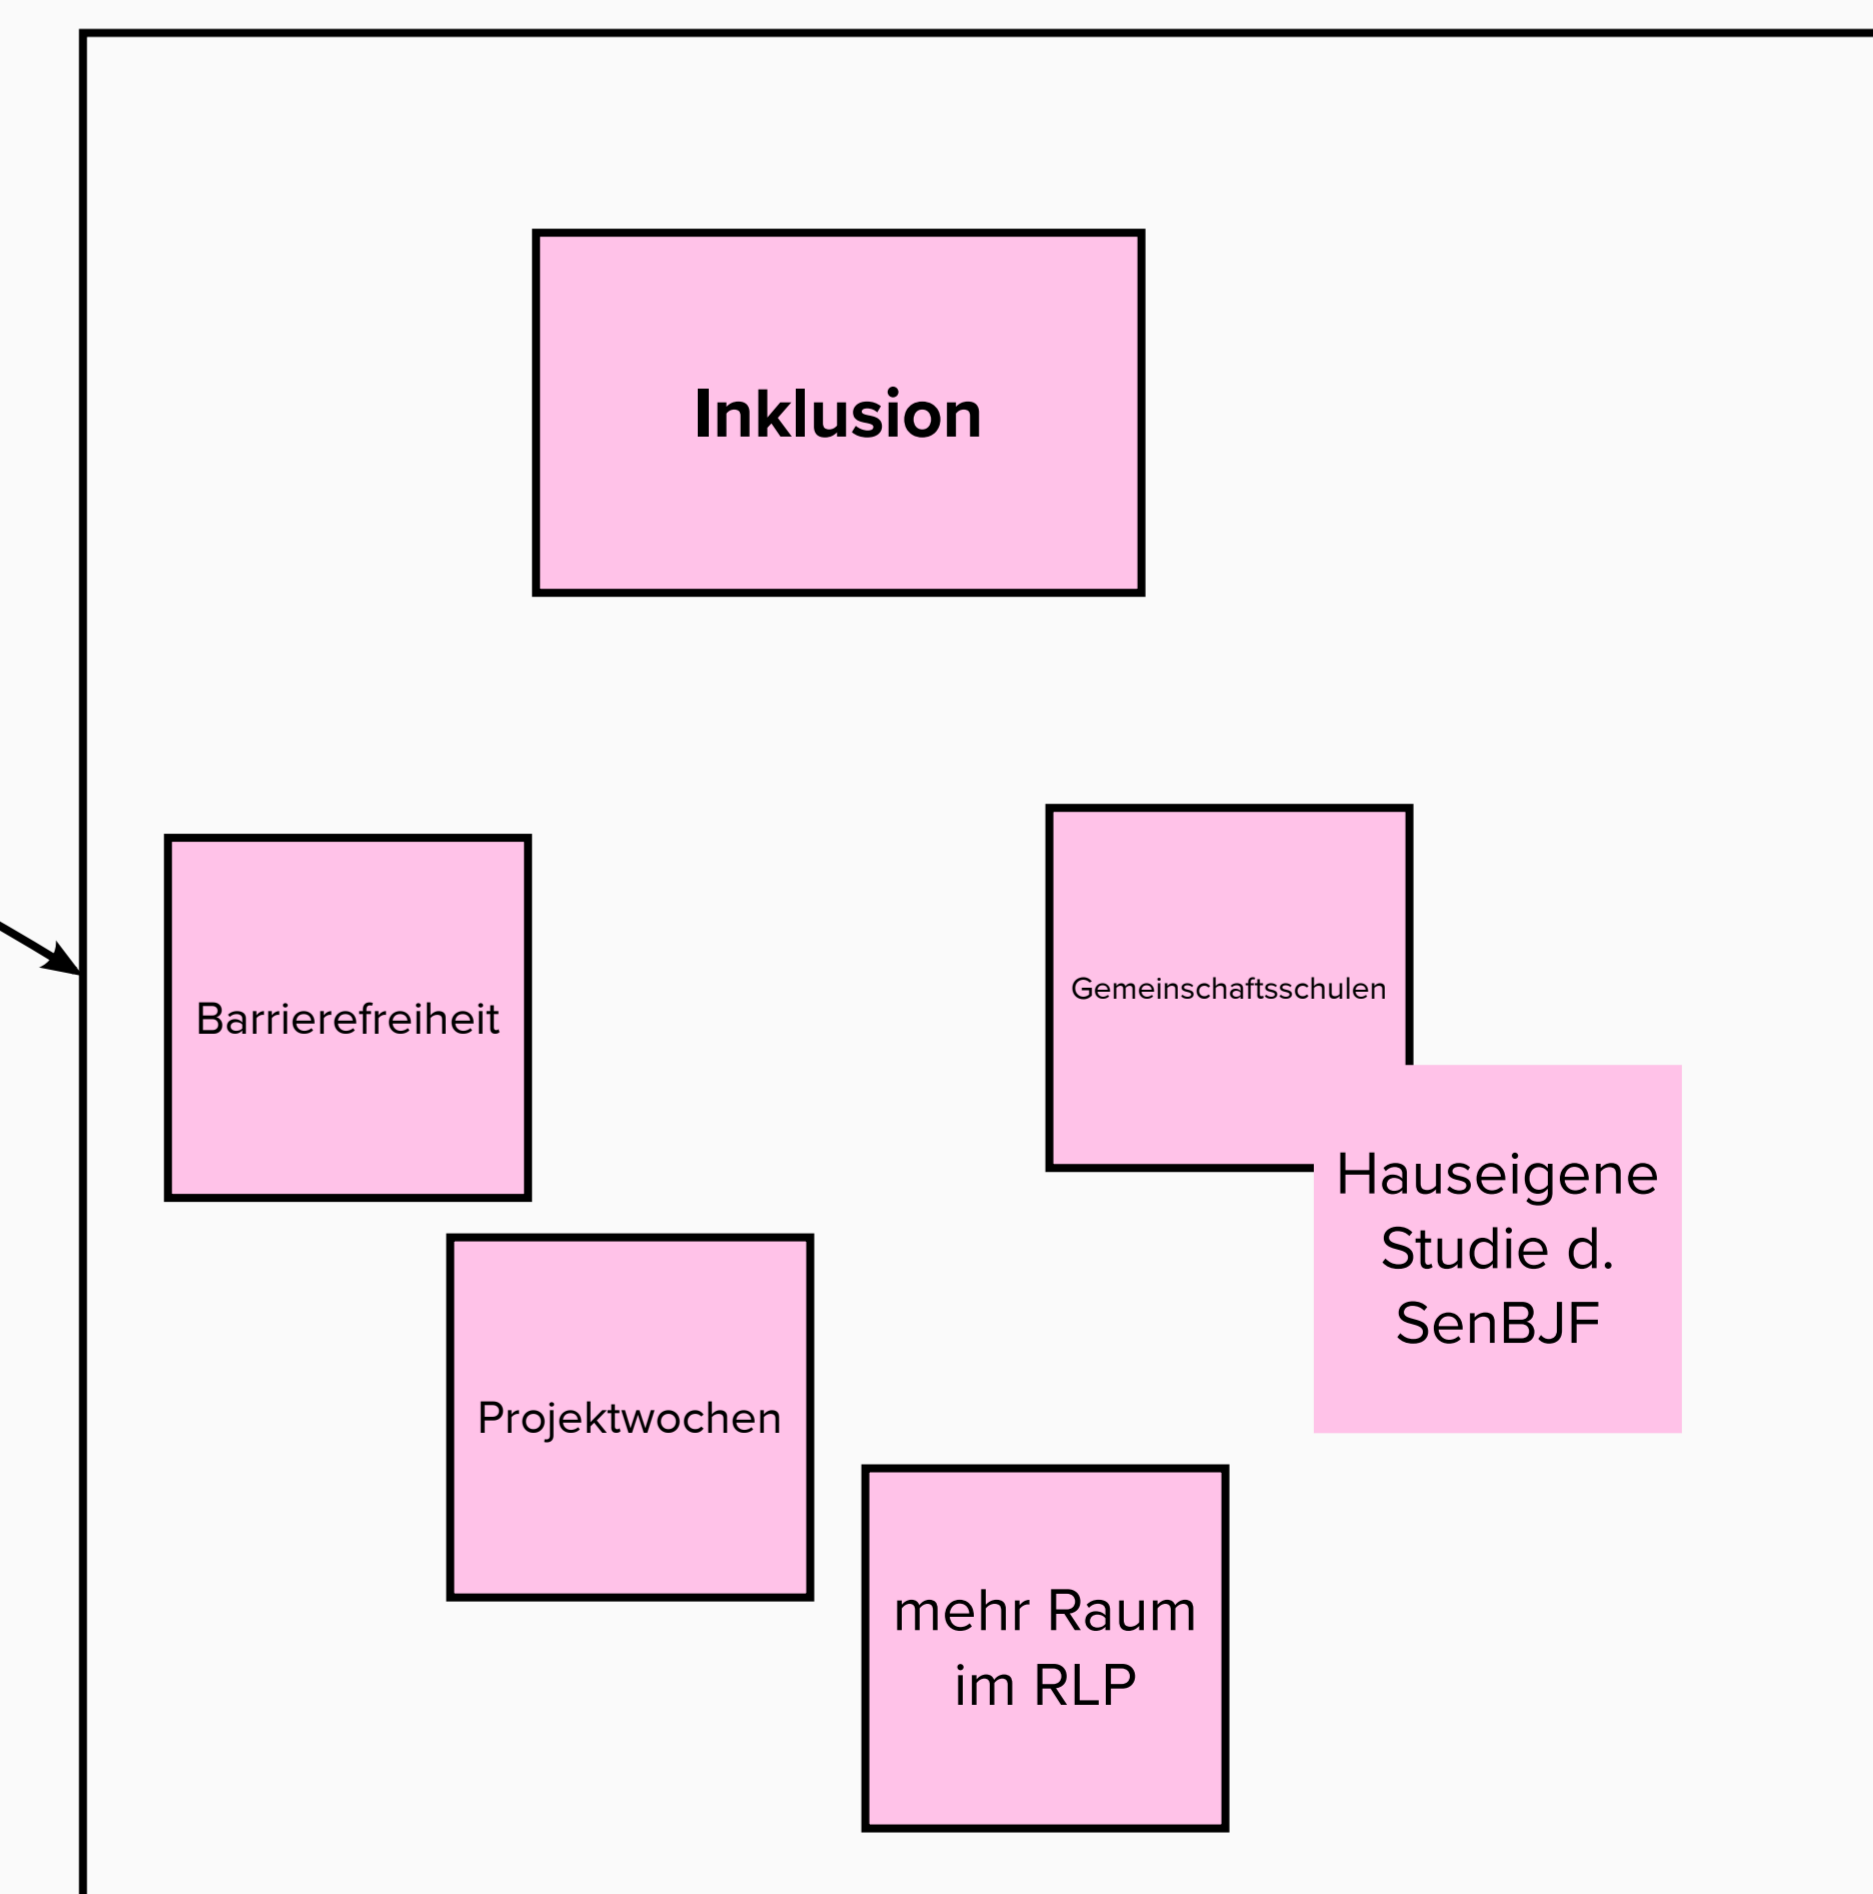 Inklusion
Barrierefreiheit
Gemeinschaftsschulen
Hauseigene
Studie d.
SenBJF
Projektwochen
mehr Raum
im RLP